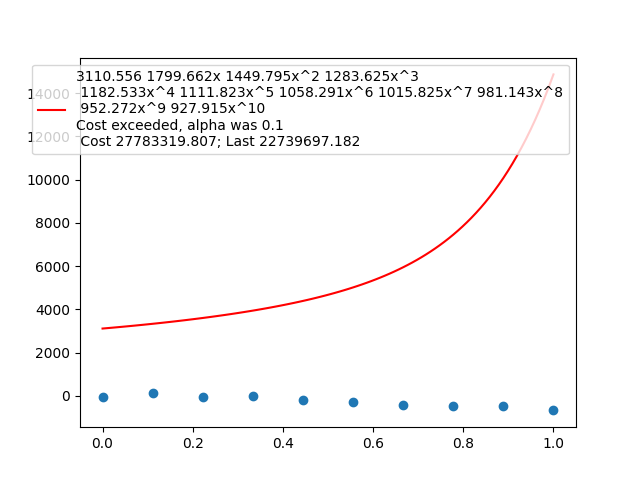 3110.556 1799.662x 1449.795x^2 1283.625x^3
1182.533x^4 1111.823x^5 1058.291x^6 1015.825x^7 981.143x^8
952.272x^9 927.915x^10
Cost exceeded, alpha was 0.1
Cost 27783319.807; Last 22739697.182
14000
12000
10000
8000
6000
4000
2000
0
0.0 0.2 0.4 0.6 0.8 1.0